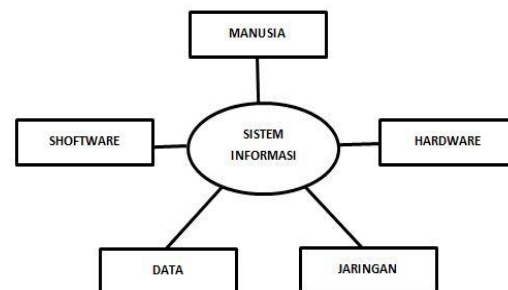 MANUSIA
SHOFTWARE
SISTEM
INFORMASI
HARDWARE
DATA
JARINGAN